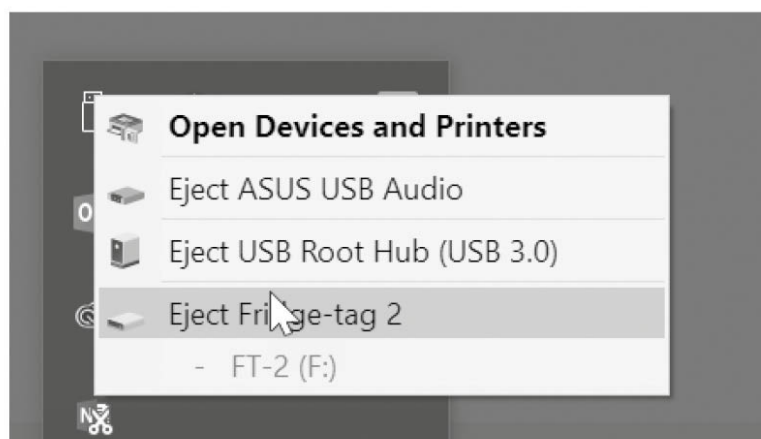 Open Devices and Printers
Eject ASUS USB Audio
Eject USB Root Hub (USB 3.0)
Eject Fridge-tag 2
- FT-2 (F:)